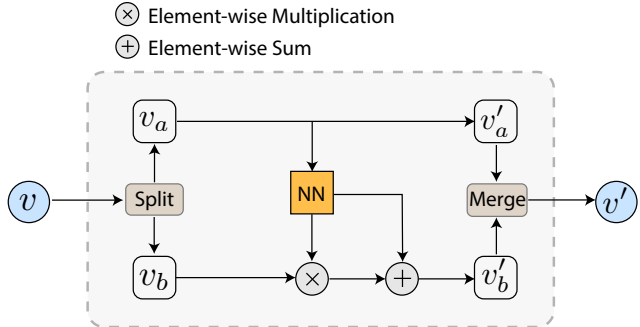 × Element-wise Multiplication
+ Element-wise Sum
v_a
v'_a
NN
v
Split
Merge
v'
v_b
×
+
v'_b